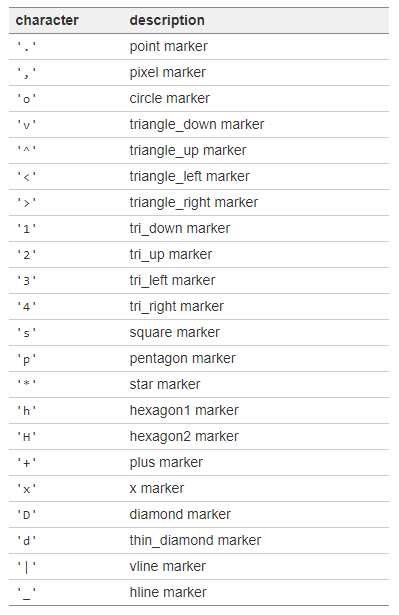 character description
'.' point marker
',' pixel marker
'o' circle marker
'v' triangle_down marker
'^' triangle_up marker
'<' triangle_left marker
'>' triangle_right marker
'1' tri_down marker
'2' tri_up marker
'3' tri_left marker
'4' tri_right marker
's' square marker
'p' pentagon marker
'*' star marker
'h' hexagon1 marker
'H' hexagon2 marker
'+' plus marker
'x' x marker
'D' diamond marker
'd' thin_diamond marker
'|' vline marker
'_' hline marker